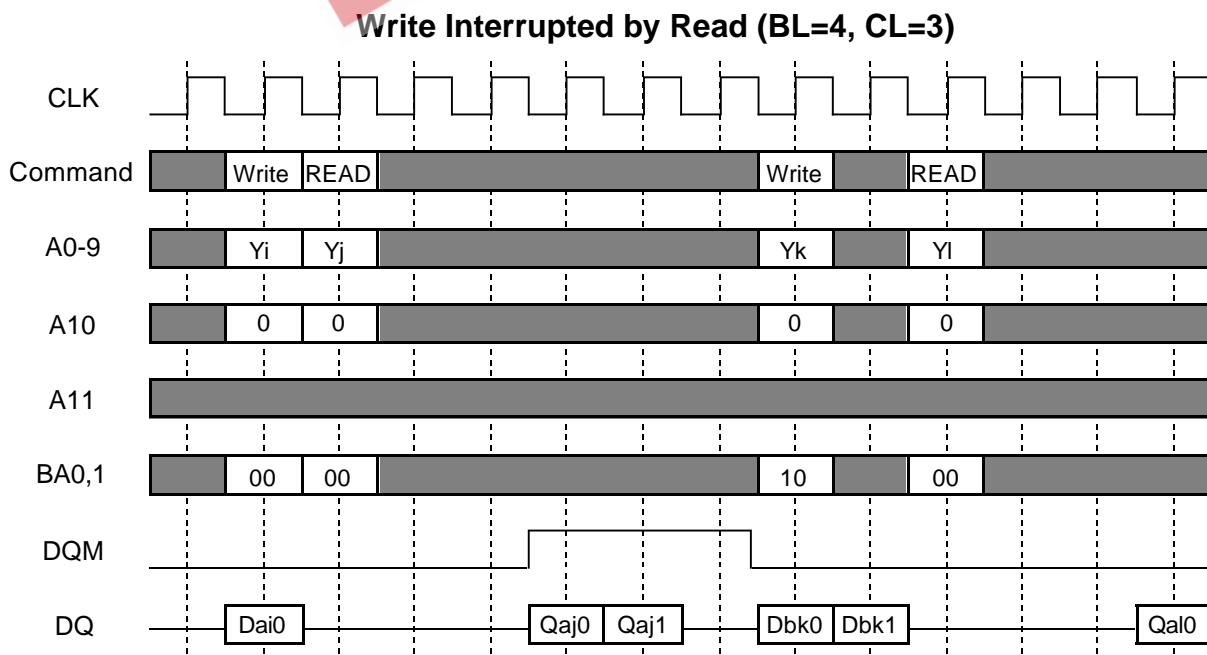 Write Interrupted by Read (BL=4, CL=3)
CLK
Command Write READ Write READ
A0-9 Yi Yj Yk Yl
A10 0 0 0 0
A11
BA0,1 00 00 10 00
DQM
DQ Dai0 Qaj0 Qaj1 Dbk0 Dbk1 Qal0